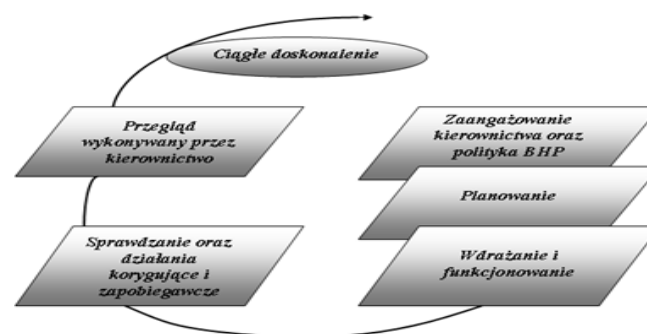 Ciągłe doskonalenie
Przegląd
wykonywany przez
kierownictwo
Zaangażowanie
kierownictwa oraz
polityka BHP
Planowanie
Sprawdzanie oraz
działania
korygujące i
zapobiegawcze
Wdrażanie i
funkcjonowanie